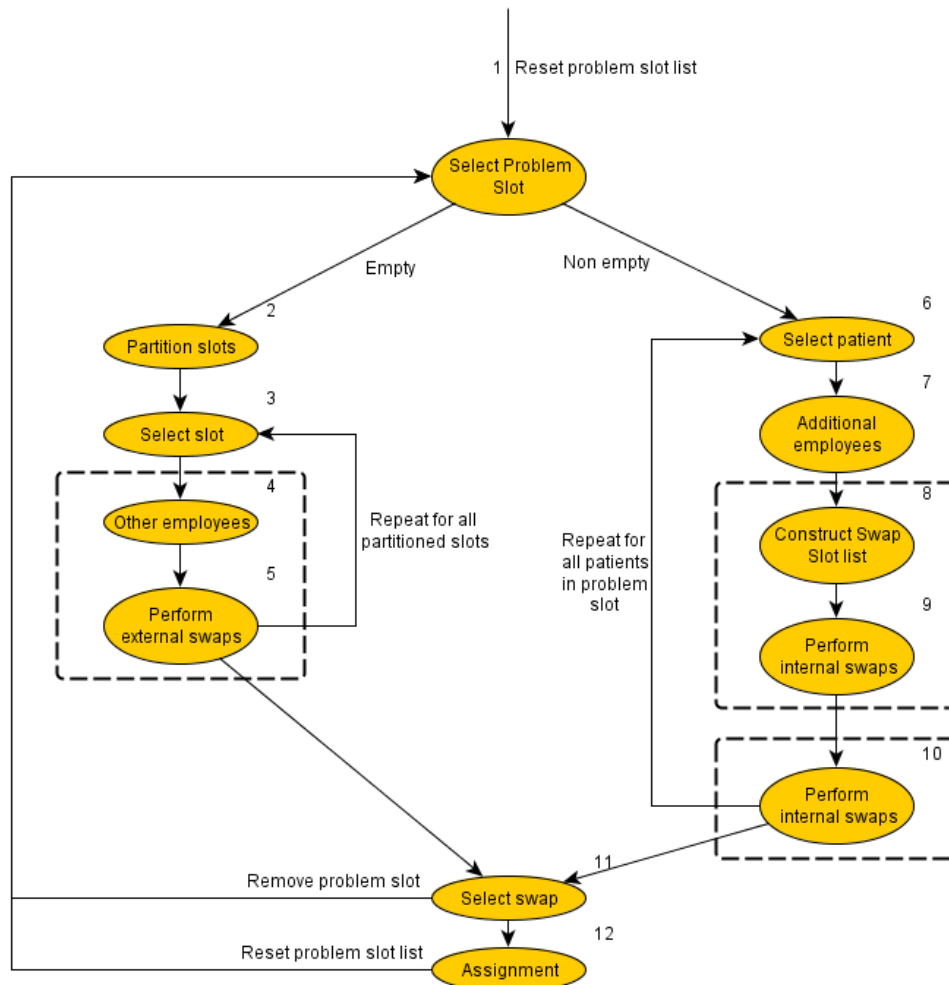 1 Reset problem slot list
Select Problem
Slot
Empty
Non empty
2
Partition slots
3
Select slot
4
Other employees
Repeat for all
partitioned slots
5
Perform
external swaps
6
Select patient
7
Additional
employees
8
Construct Swap
Slot list
Repeat for
all patients
in problem
slot
9
Perform
internal swaps
10
Perform
internal swaps
11
Remove problem slot
Select swap
12
Reset problem slot list
Assignment